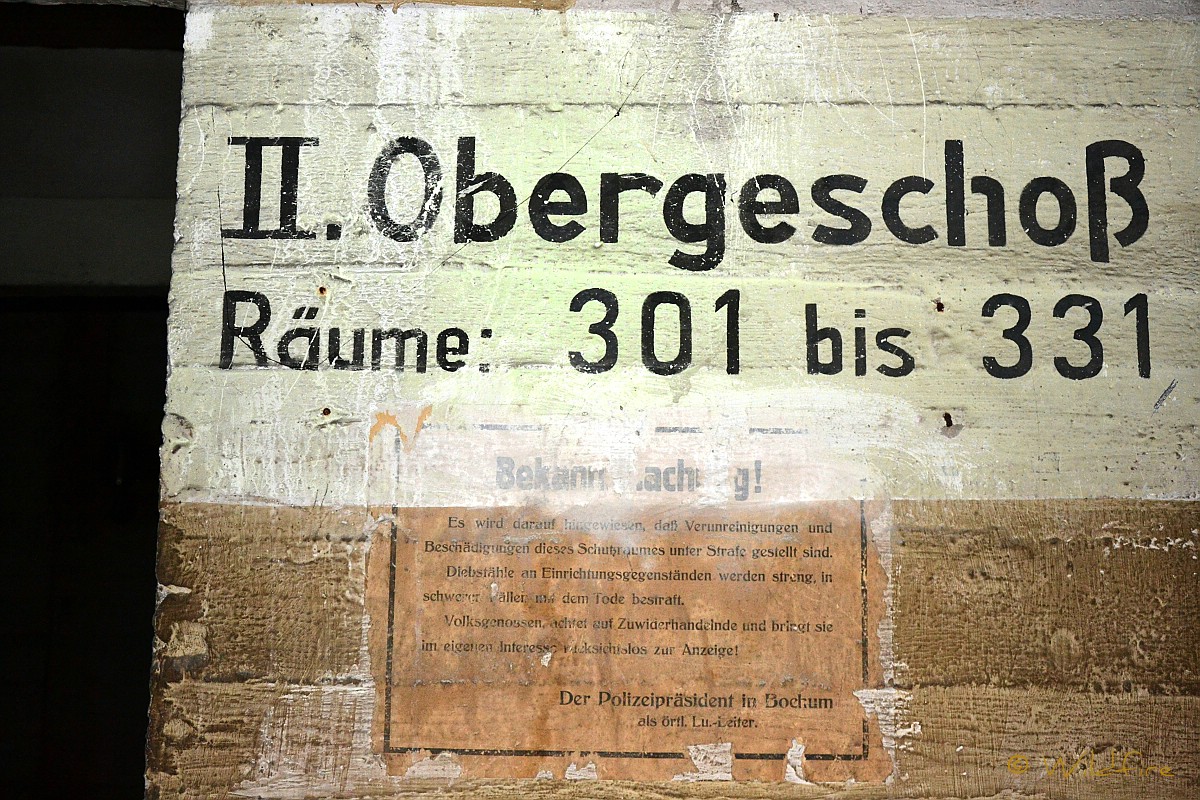 II. Obergeschoß
Räume: 301 bis 331
Es wird darauf hingewiesen, daß Verunreinigungen und
Beschädigungen dieses Schutzraumes unter Strafe gestellt sind.
Diebstähle an Einrichtungsgegenständen werden streng, in
schweren Fällen mit dem Tode bestraft.
Volksgenossen, achtet auf Zuwiderhandelnde und bringt sie
im eigenen Interesse rücksichtslos zur Anzeige!
Der Polizeipräsident in Bochum
als örtl. Lu.-Leiter.